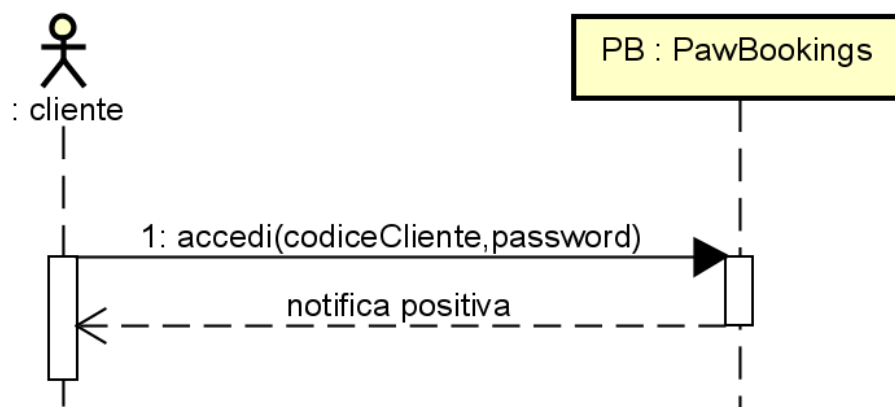 PB : PawBookings
: cliente
1: accedi(codiceCliente,password)
notifica positiva